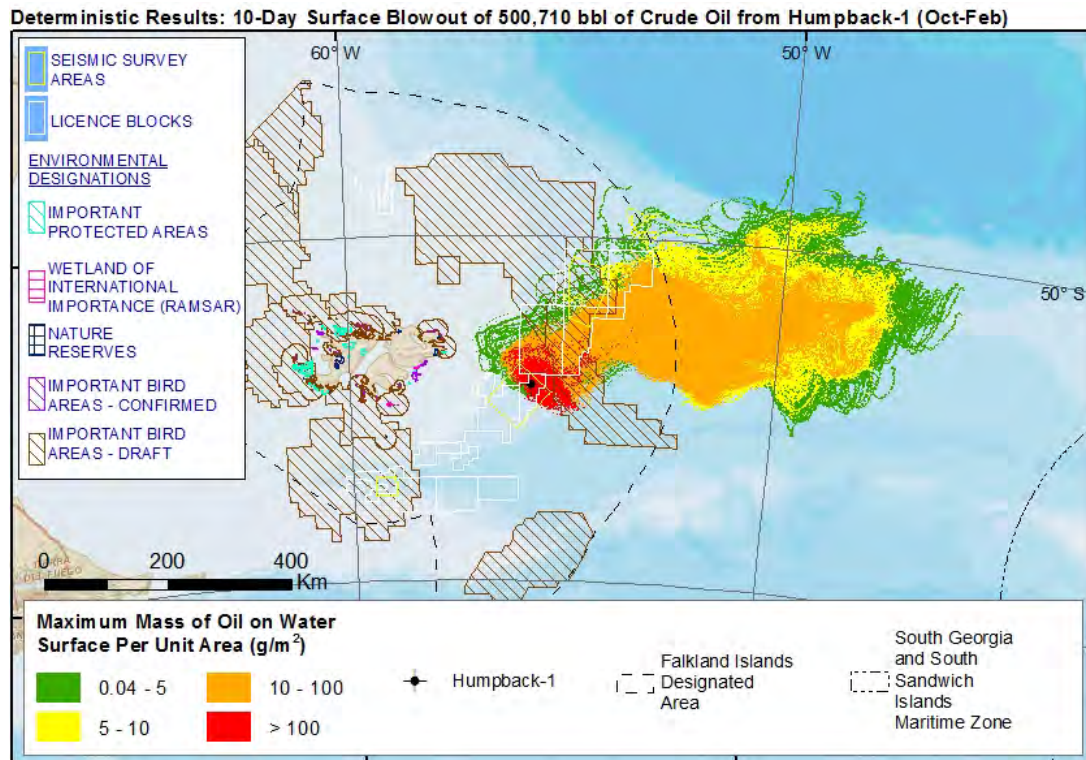 Deterministic Results: 10-Day Surface Blowout of 500,710 bbl of Crude Oil from Humpback-1 (Oct-Feb)
60° W
50° W
SEISMIC SURVEY
AREAS
LICENCE BLOCKS
ENVIRONMENTAL
DESIGNATIONS
IMPORTANT
PROTECTED AREAS
WETLAND OF
INTERNATIONAL
IMPORTANCE (RAMSAR)
NATURE
RESERVES
IMPORTANT BIRD
AREAS - CONFIRMED
IMPORTANT BIRD
AREAS - DRAFT
50° S
0 200 400
Km
DEL FUEGO
Maximum Mass of Oil on Water
Surface Per Unit Area (g/m²)
0.04 - 5
10 - 100
5 - 10
> 100
Humpback-1
Falkland Islands
Designated
Area
South Georgia
and South
Sandwich
Islands
Maritime Zone